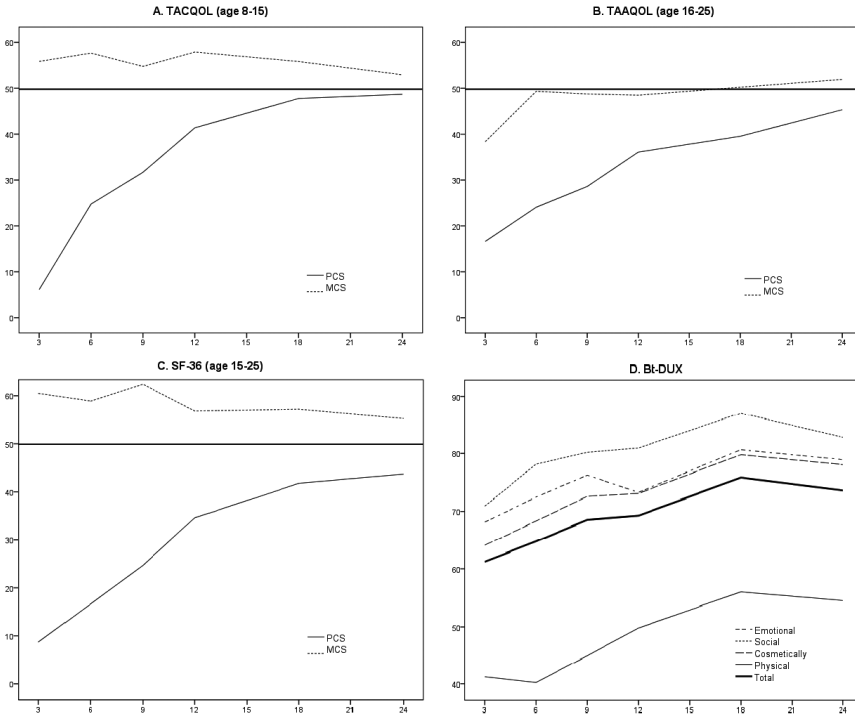 A. TACQOL (age 8-15)
60
50
40
30
20
10
0
PCS
MCS
3 6 9 12 15 18 21 24
B. TAAQOL (age 16-25)
60
50
40
30
20
10
0
PCS
MCS
3 6 9 12 15 18 21 24
C. SF-36 (age 15-25)
60
50
40
30
20
10
0
PCS
MCS
3 6 9 12 15 18 21 24
D. Bt-DUX
90
80
70
60
50
40
Emotional
Social
Cosmetically
Physical
Total
3 6 9 12 15 18 21 24